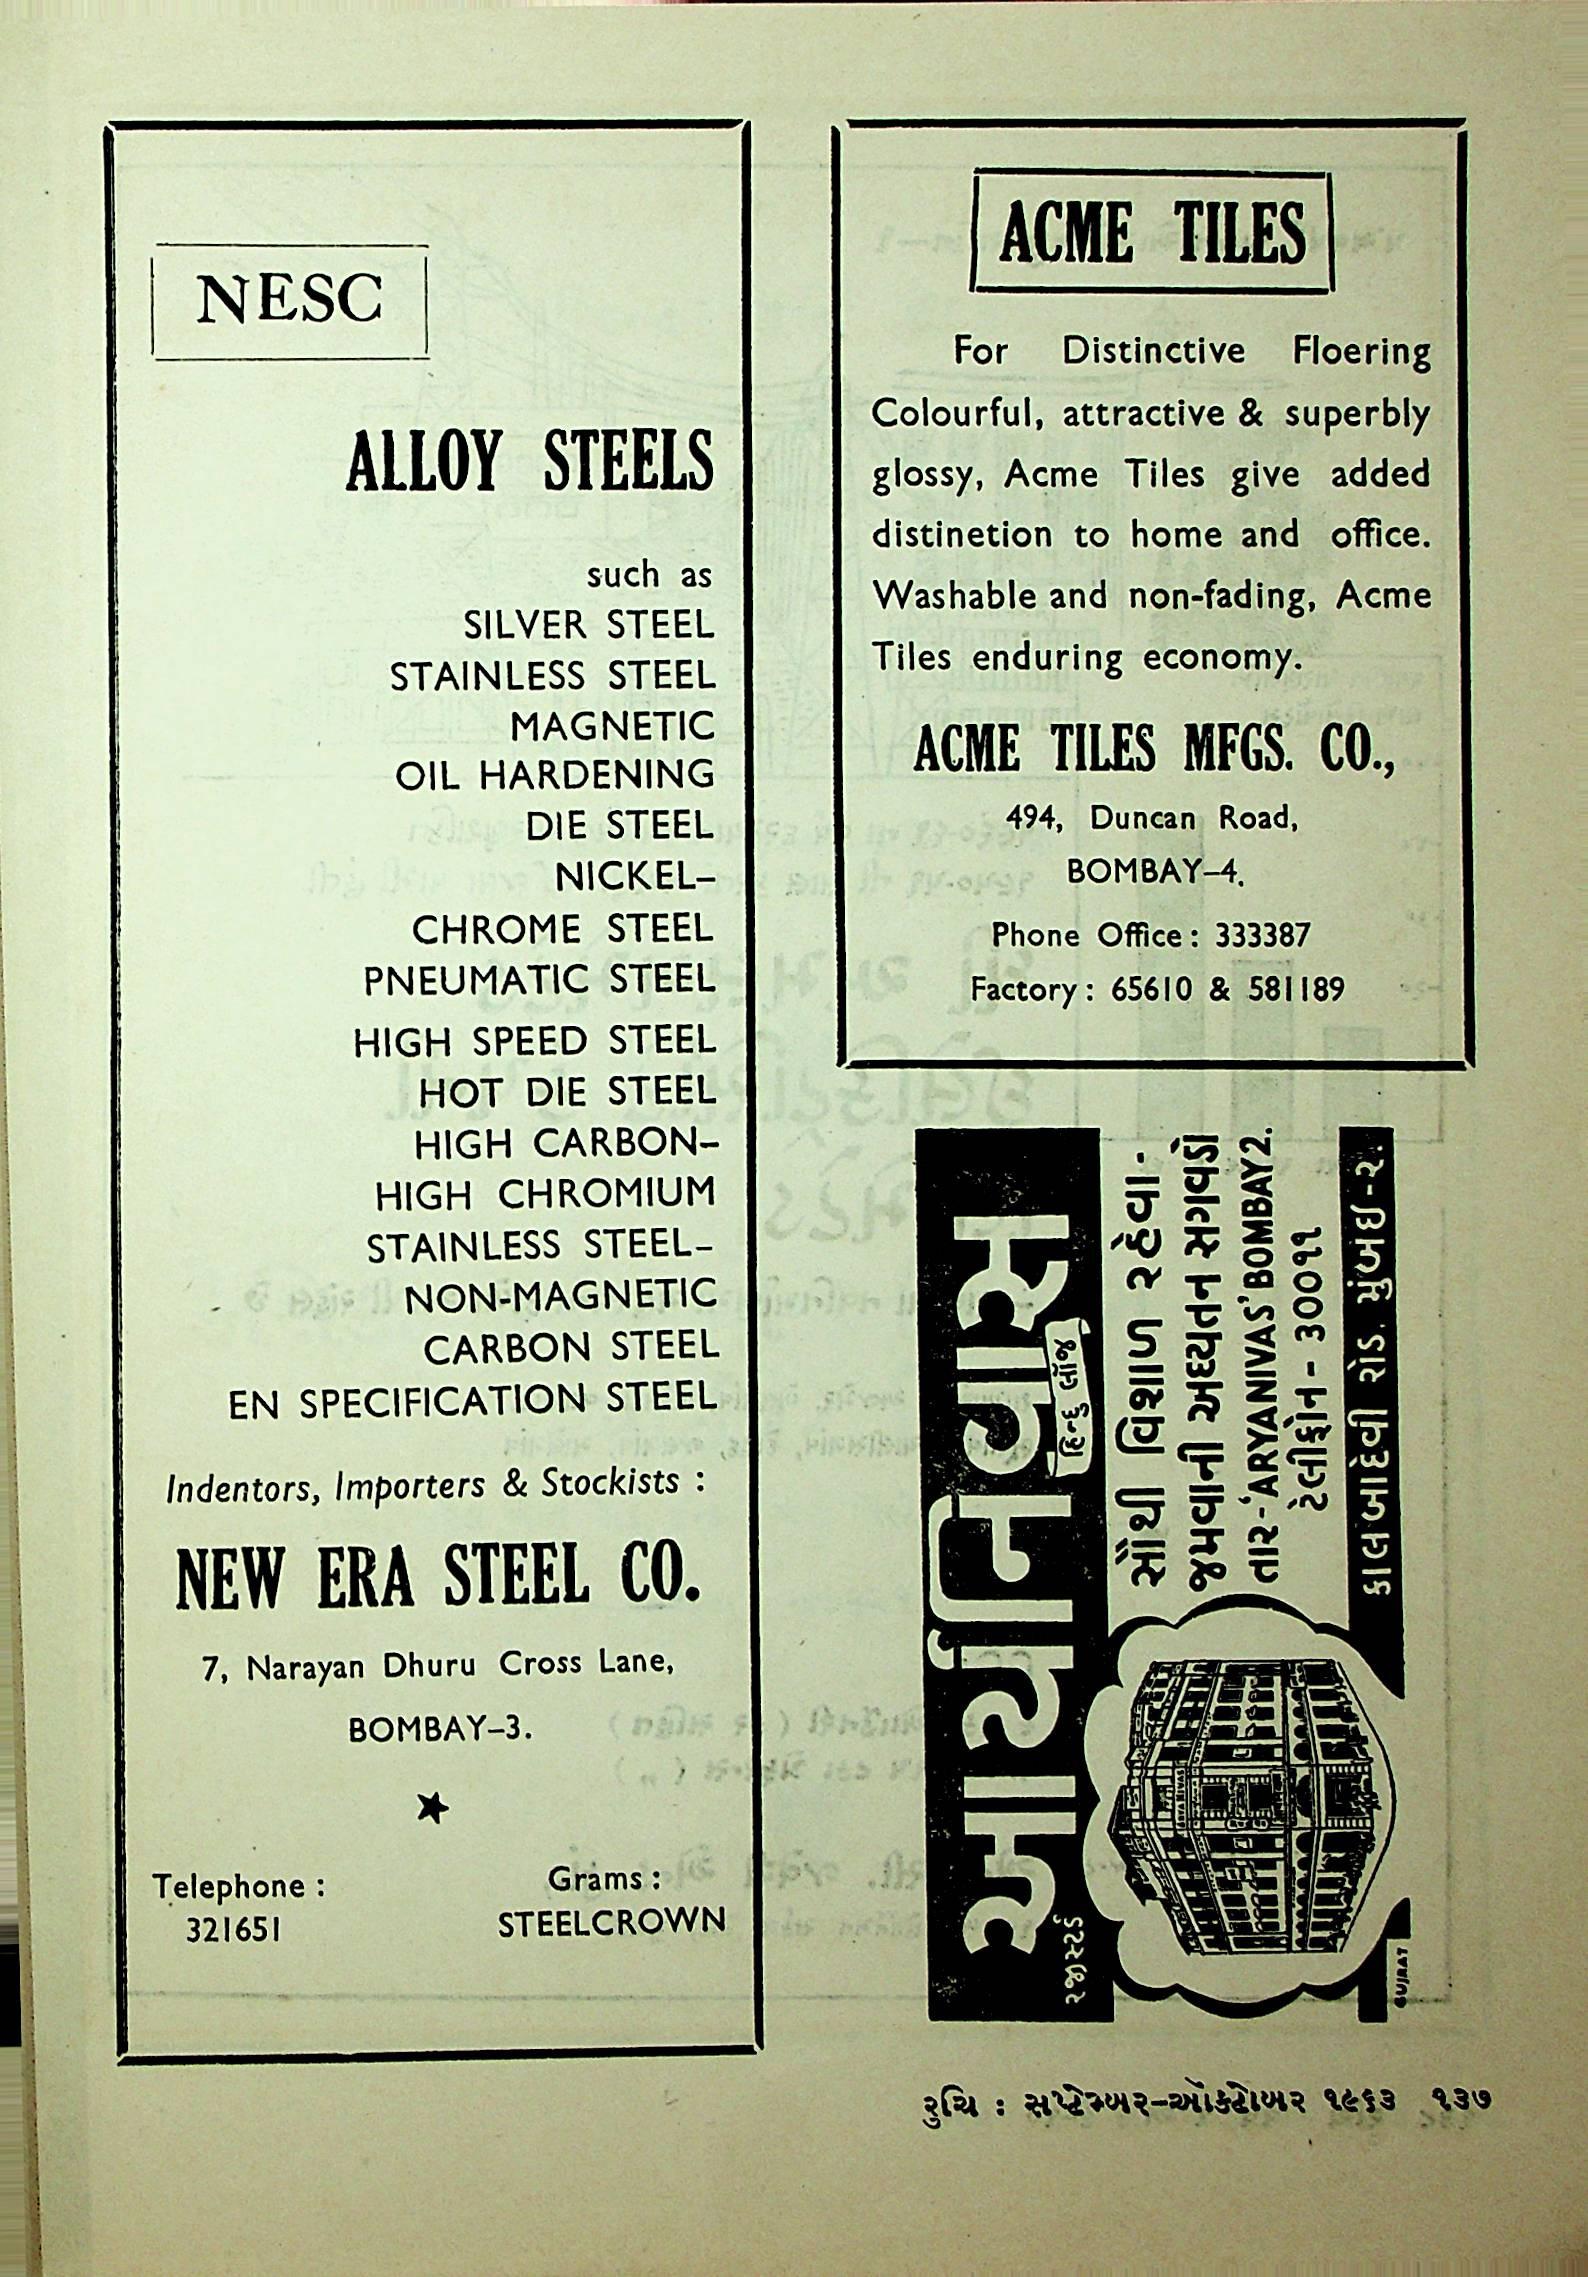 NESC
ALLOY STEELS
such as
SILVER STEEL
STAINLESS STEEL
MAGNETIC
OIL HARDENING
DIE STEEL
NICKEL–
CHROME STEEL
PNEUMATIC STEEL
HIGH SPEED STEEL
HOT DIE STEEL
HIGH CARBON–
HIGH CHROMIUM
STAINLESS STEEL–
NON-MAGNETIC
CARBON STEEL
EN SPECIFICATION STEEL
Indentors, Importers & Stockists :
NEW ERA STEEL CO.
7, Narayan Dhuru Cross Lane,
BOMBAY–3.
Telephone :
321651
Grams :
STEELCROWN
ACME TILES
For Distinctive Floering
Colourful, attractive & superbly
glossy, Acme Tiles give added
distinetion to home and office.
Washable and non-fading, Acme
Tiles enduring economy.
ACME TILES MFGS. CO.,
494, Duncan Road,
BOMBAY–4.
Phone Office : 333387
Factory : 65610 & 581189
રજીસ્ટર્ડ
આર્યનિવાસ
હિન્દુ લૉજ
સૌથી વિશાળ રહેવા-
જમવાની અદ્યતન સગવડો
તાર-'ARYANIVAS' BOMBAY2.
ટેલીફોન - 30૦૧૧
કાલબાદેવી રોડ. મુંબઇ-૨.
ARYA NIVAS
GUJRAT
રુચિ : સપ્ટેમ્બર–ઑક્ટોબર ૧૯૬૩ ૧૩૭